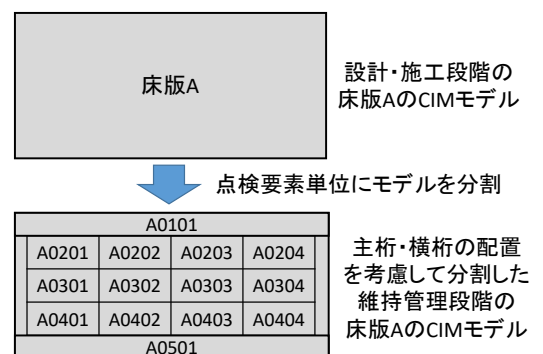 床版A
設計・施工段階の
床版AのCIMモデル
点検要素単位にモデルを分割
A0101
A0201 A0202 A0203 A0204
A0301 A0302 A0303 A0304
A0401 A0402 A0403 A0404
A0501
主桁・横桁の配置
を考慮して分割した
維持管理段階の
床版AのCIMモデル